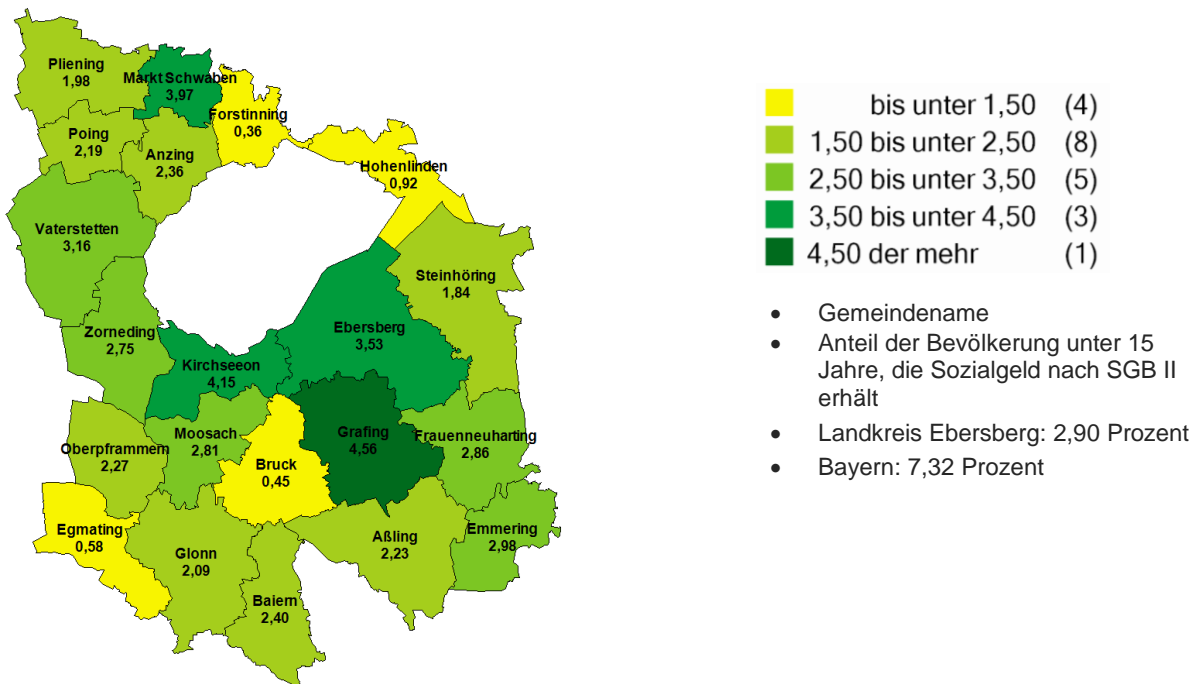 Pliening
1,98
Markt Schwaben
3,97
Forstinning
0,36
Poing
2,19
Anzing
2,36
Hohenlinden
0,92
Vaterstetten
3,16
Steinhöring
1,84
Zorneding
2,75
Ebersberg
3,53
Kirchseeon
4,15
Oberpframmern
2,27
Moosach
2,81
Bruck
0,45
Grafing
4,56
Frauenneuharting
2,86
Egmating
0,58
Glonn
2,09
Baiern
2,40
Aßling
2,23
Emmering
2,98
bis unter 1,50 (4)
1,50 bis unter 2,50 (8)
2,50 bis unter 3,50 (5)
3,50 bis unter 4,50 (3)
4,50 der mehr (1)
• Gemeindename
• Anteil der Bevölkerung unter 15
Jahre, die Sozialgeld nach SGB II
erhält
• Landkreis Ebersberg: 2,90 Prozent
• Bayern: 7,32 Prozent